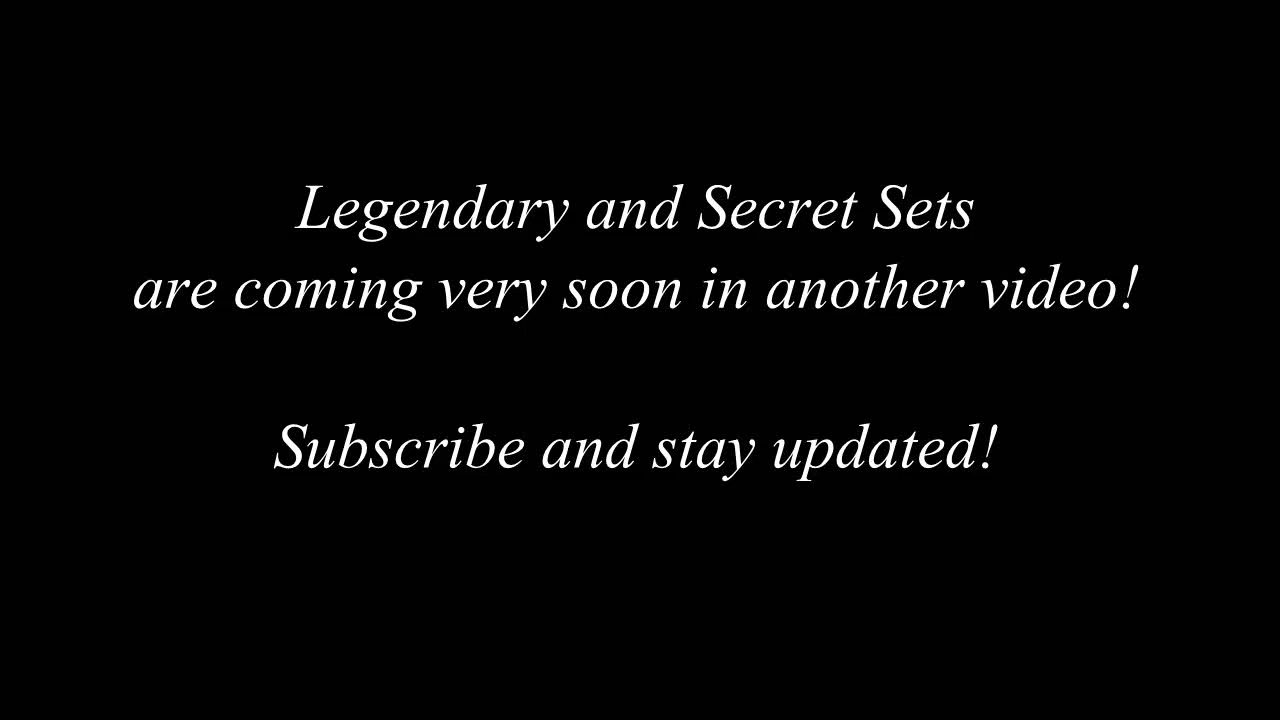 Legendary and Secret Sets
are coming very soon in another video!
Subscribe and stay updated!